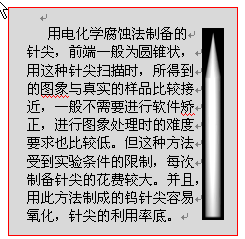 用电化学腐蚀法制备的
针尖，前端一般为圆锥状，
用这种针尖扫描时，所得到
的图象与真实的样品比较接
近，一般不需要进行软件矫
正，进行图象处理时的难度
要求也比较低。但这种方法
受到实验条件的限制，每次
制备针尖的花费较大。并且，
用此方法制成的钨针尖容易
氧化，针尖的利用率底。